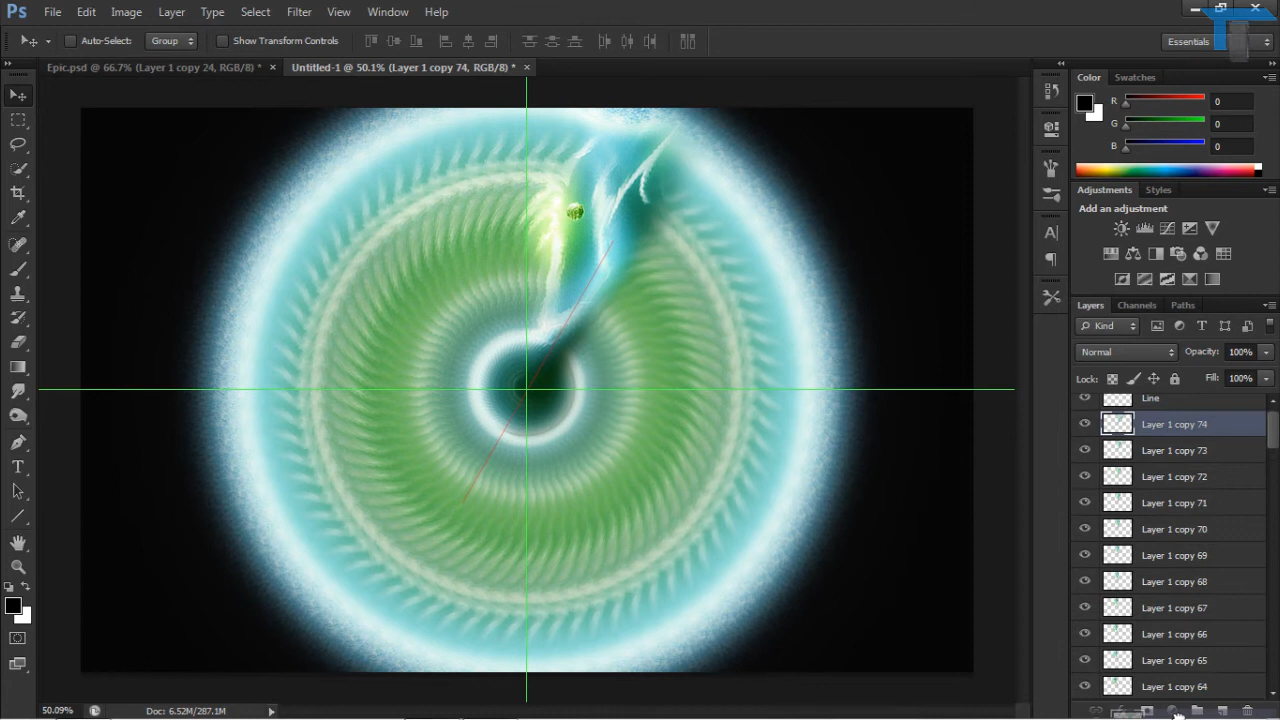 Ps File Edit Image Layer Type Select Filter View Window Help
Auto-Select: Group Show Transform Controls Essentials
Epic.psd @ 66.7% (Layer 1 copy 24, RGB/8) * × Untitled-1 @ 50.1% (Layer 1 copy 74, RGB/8) * ×
Color Swatches
R 0
G 0
B 0
Adjustments Styles
Add an adjustment
Layers Channels Paths
Kind
Normal Opacity: 100%
Lock: Fill: 100%
Line
Layer 1 copy 74
Layer 1 copy 73
Layer 1 copy 72
Layer 1 copy 71
Layer 1 copy 70
Layer 1 copy 69
Layer 1 copy 68
Layer 1 copy 67
Layer 1 copy 66
Layer 1 copy 65
Layer 1 copy 64
50.09% Doc: 6.52M/287.1M